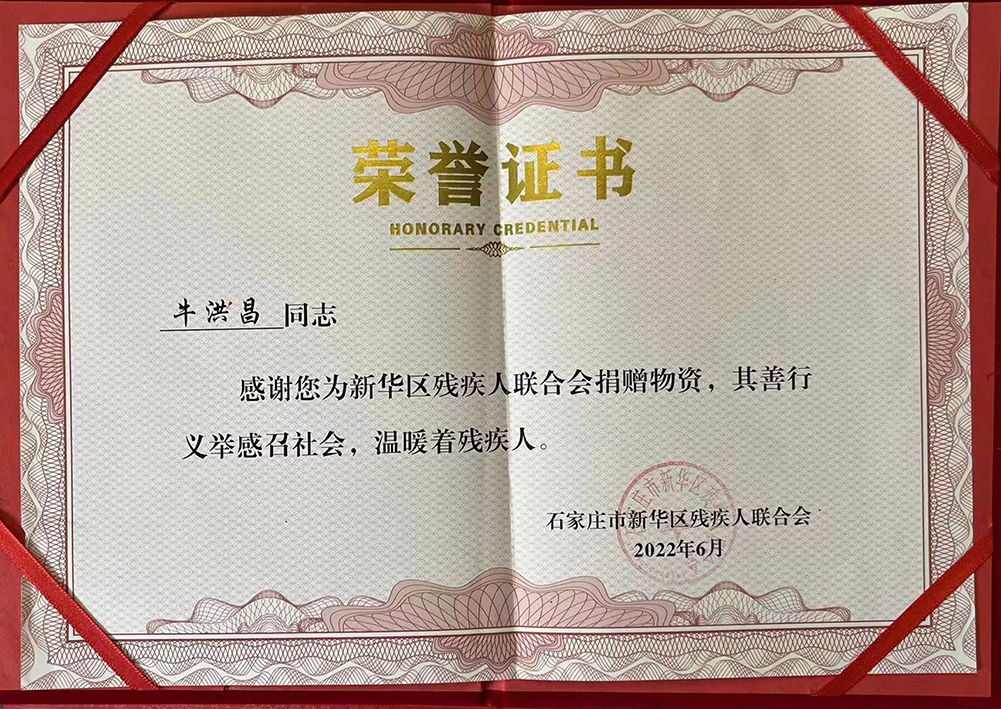 荣誉证书
HONORARY CREDENTIAL
牛洪昌 同志
感谢您为新华区残疾人联合会捐赠物资，其善行
义举感召社会，温暖着残疾人。
石家庄市新华区残疾人联合会
2022年6月